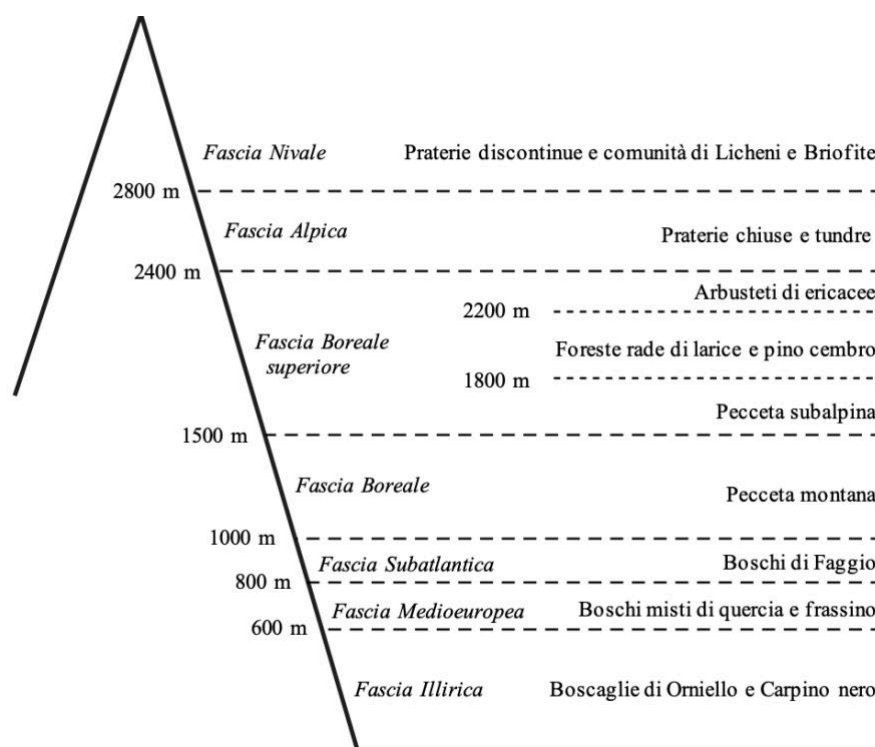 Fascia Nivale Praterie discontinue e comunità di Licheni e Briofite
2800 m
Fascia Alpica
Praterie chiuse e tundre
2400 m
Arbusteti di ericacee
2200 m
Fascia Boreale
superiore
Foreste rade di larice e pino cembro
1800 m
Pecceta subalpina
1500 m
Fascia Boreale
Pecceta montana
1000 m
Fascia Subatlantica Boschi di Faggio
800 m
Fascia Medioeuropea Boschi misti di quercia e frassino
600 m
Fascia Illirica Boscaglie di Orniello e Carpino nero